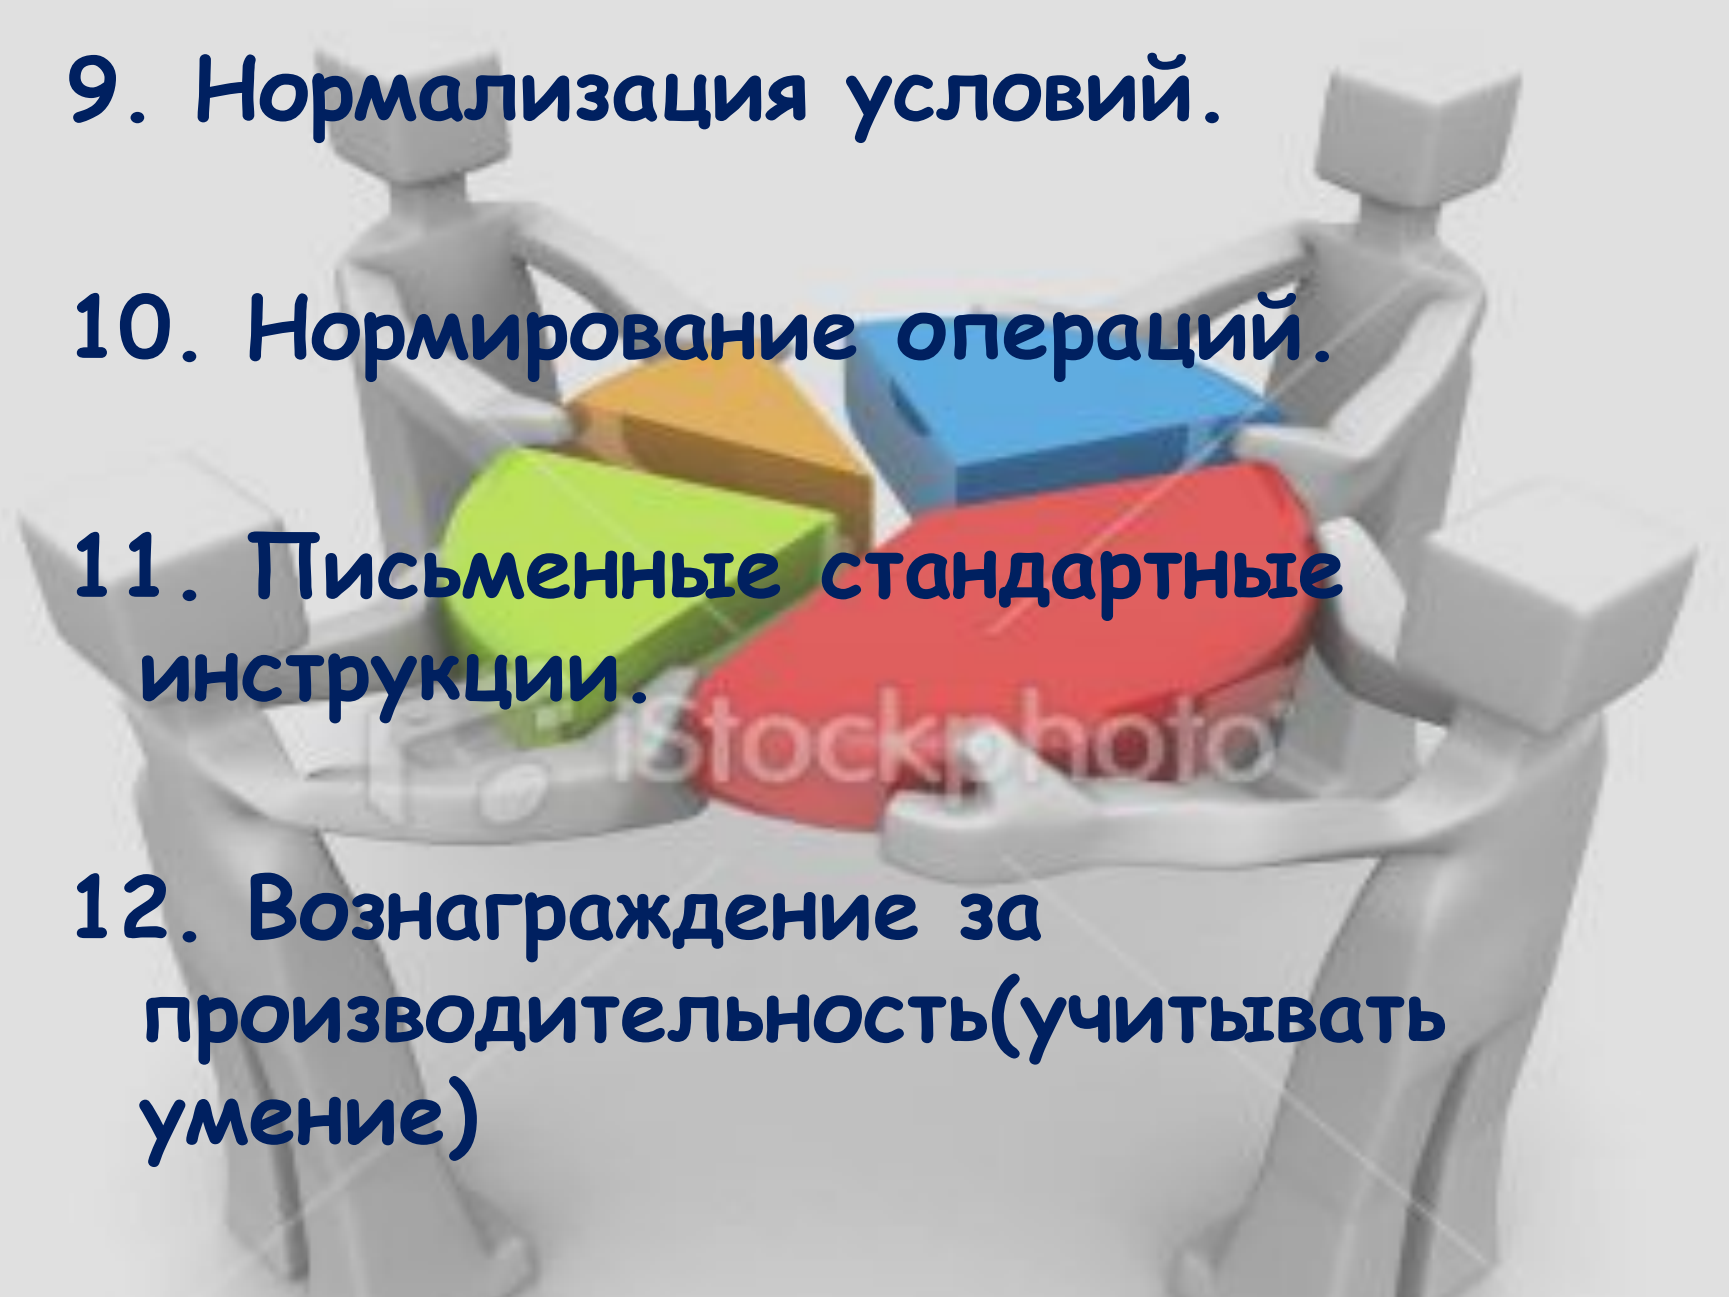 9. Нормализация условий.
10. Нормирование операций.
11. Письменные стандартные
инструкции.
12. Вознаграждение за
производительность(учитывать
умение)
iStockphoto